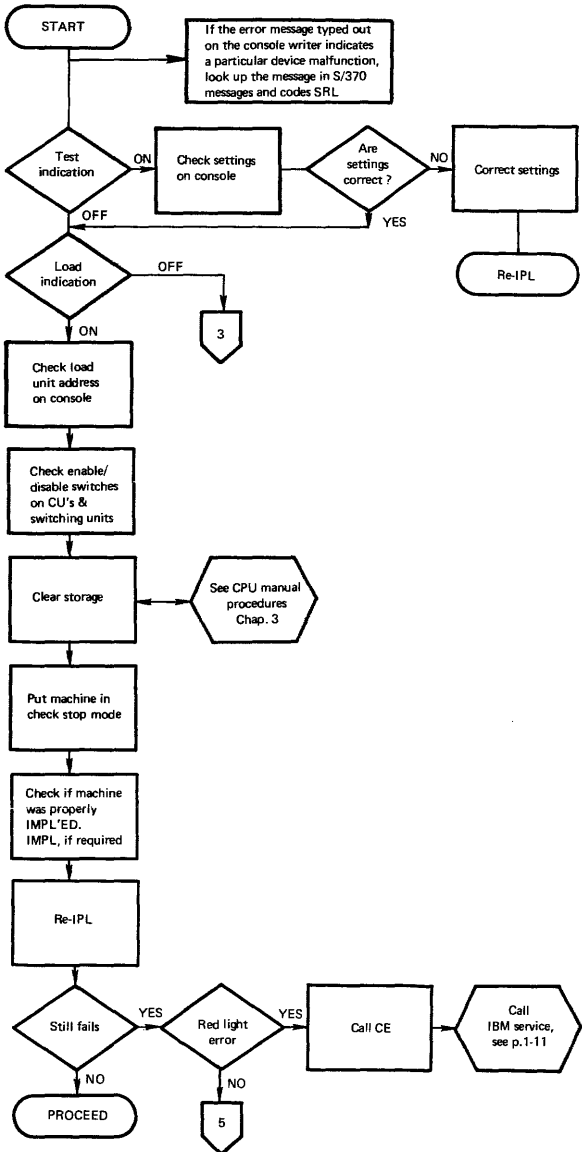 START
If the error message typed out
on the console writer indicates
a particular device malfunction,
look up the message in S/370
messages and codes SRL
Test
indication
ON
Check settings
on console
Are
settings
correct ?
NO
Correct settings
OFF
YES
Re-IPL
Load
indication
OFF
3
ON
Check load
unit address
on console
Check enable/
disable switches
on CU's &
switching units
Clear storage
See CPU manual
procedures
Chap. 3
Put machine in
check stop mode
Check if machine
was properly
IMPL'ED.
IMPL, if required
Re-IPL
Still fails
YES
Red light
error
YES
Call CE
Call
IBM service,
see p.1-11
NO
PROCEED
NO
5